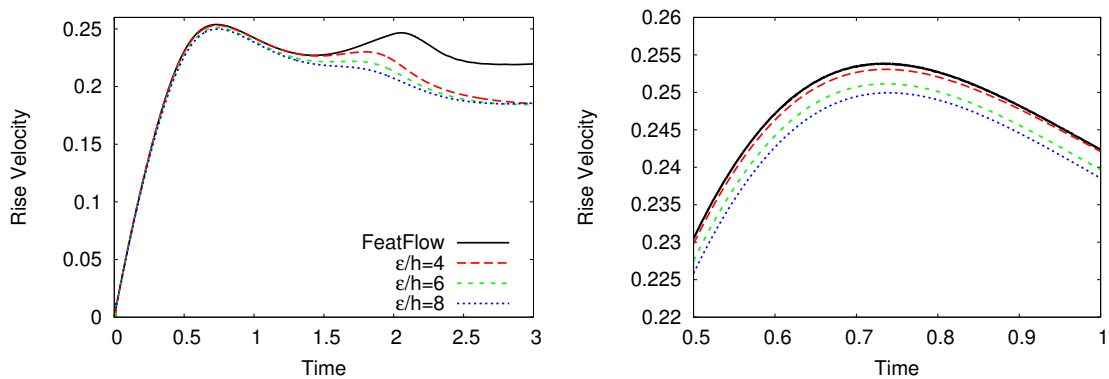 0.25
0.2
0.15
0.1
0.05
0
0 0.5 1 1.5 2 2.5 3
Rise Velocity
Time
FeatFlow
ε/h=4
ε/h=6
ε/h=8
0.26
0.255
0.25
0.245
0.24
0.235
0.23
0.225
0.22
0.5 0.6 0.7 0.8 0.9 1
Rise Velocity
Time